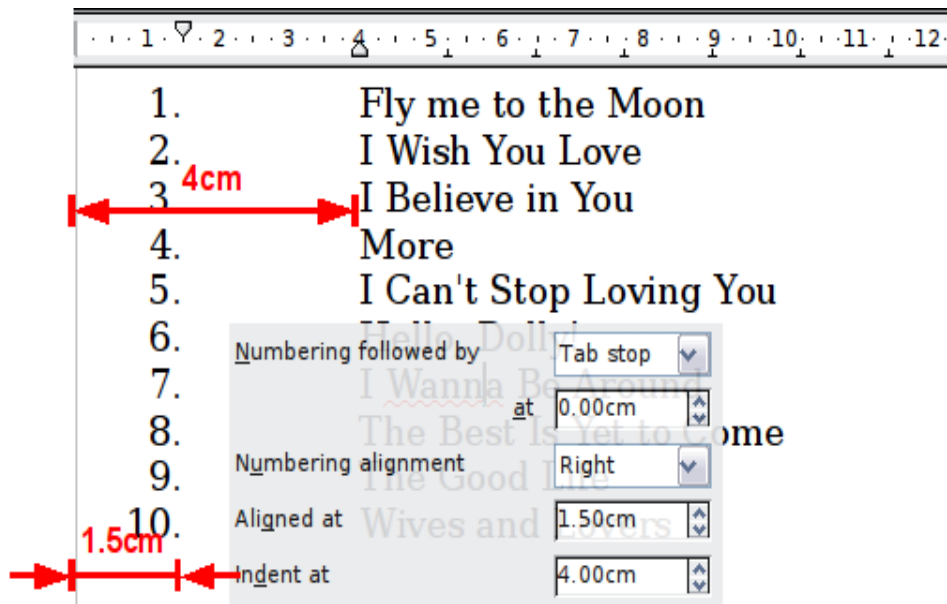 1 2 3 4 5 6 7 8 9 10 11 12
1. Fly me to the Moon
2. I Wish You Love
4cm
3 I Believe in You
4. More
5. I Can't Stop Loving You
6. Hello, Dolly!
Numbering followed by Tab stop
7. I Wanna Be Around
at 0.00cm
8. The Best Is Yet to Come
Numbering alignment Right
9. The Good Life
Aligned at 1.50cm
10. Wives and Lovers
1.5cm
Indent at 4.00cm